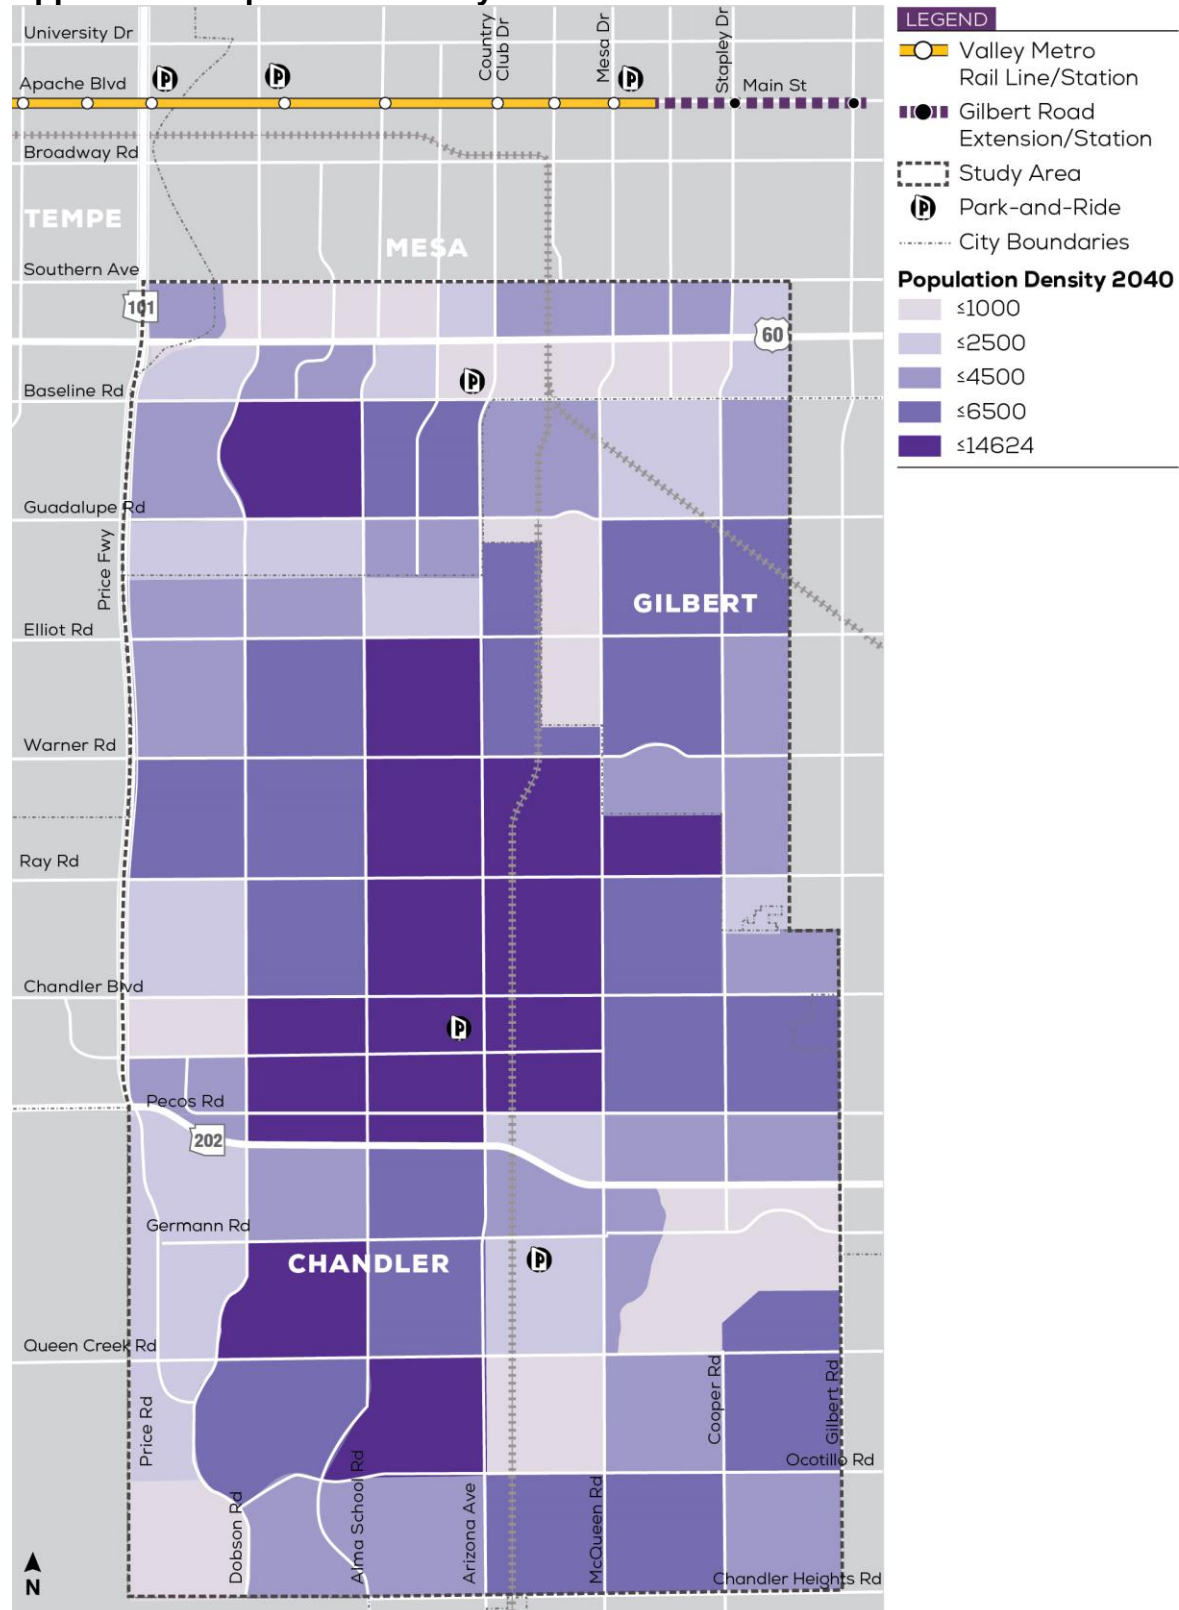 University Dr
Country
Club Dr
Mesa Dr
Stapley Dr
Apache Blvd
Main St
Broadway Rd
TEMPE
MESA
Southern Ave
101
60
Baseline Rd
Guadalupe Rd
Price Fwy
GILBERT
Elliot Rd
Warner Rd
Ray Rd
Chandler Blvd
Pecos Rd
202
Germann Rd
CHANDLER
Queen Creek Rd
Price Rd
Cooper Rd
Gilbert Rd
Ocotillo Rd
Dobson Rd
Alma School Rd
Arizona Ave
McQueen Rd
Chandler Heights Rd
N
LEGEND
Valley Metro
Rail Line/Station
Gilbert Road
Extension/Station
Study Area
P Park-and-Ride
City Boundaries
Population Density 2040
≤1000
≤2500
≤4500
≤6500
≤14624